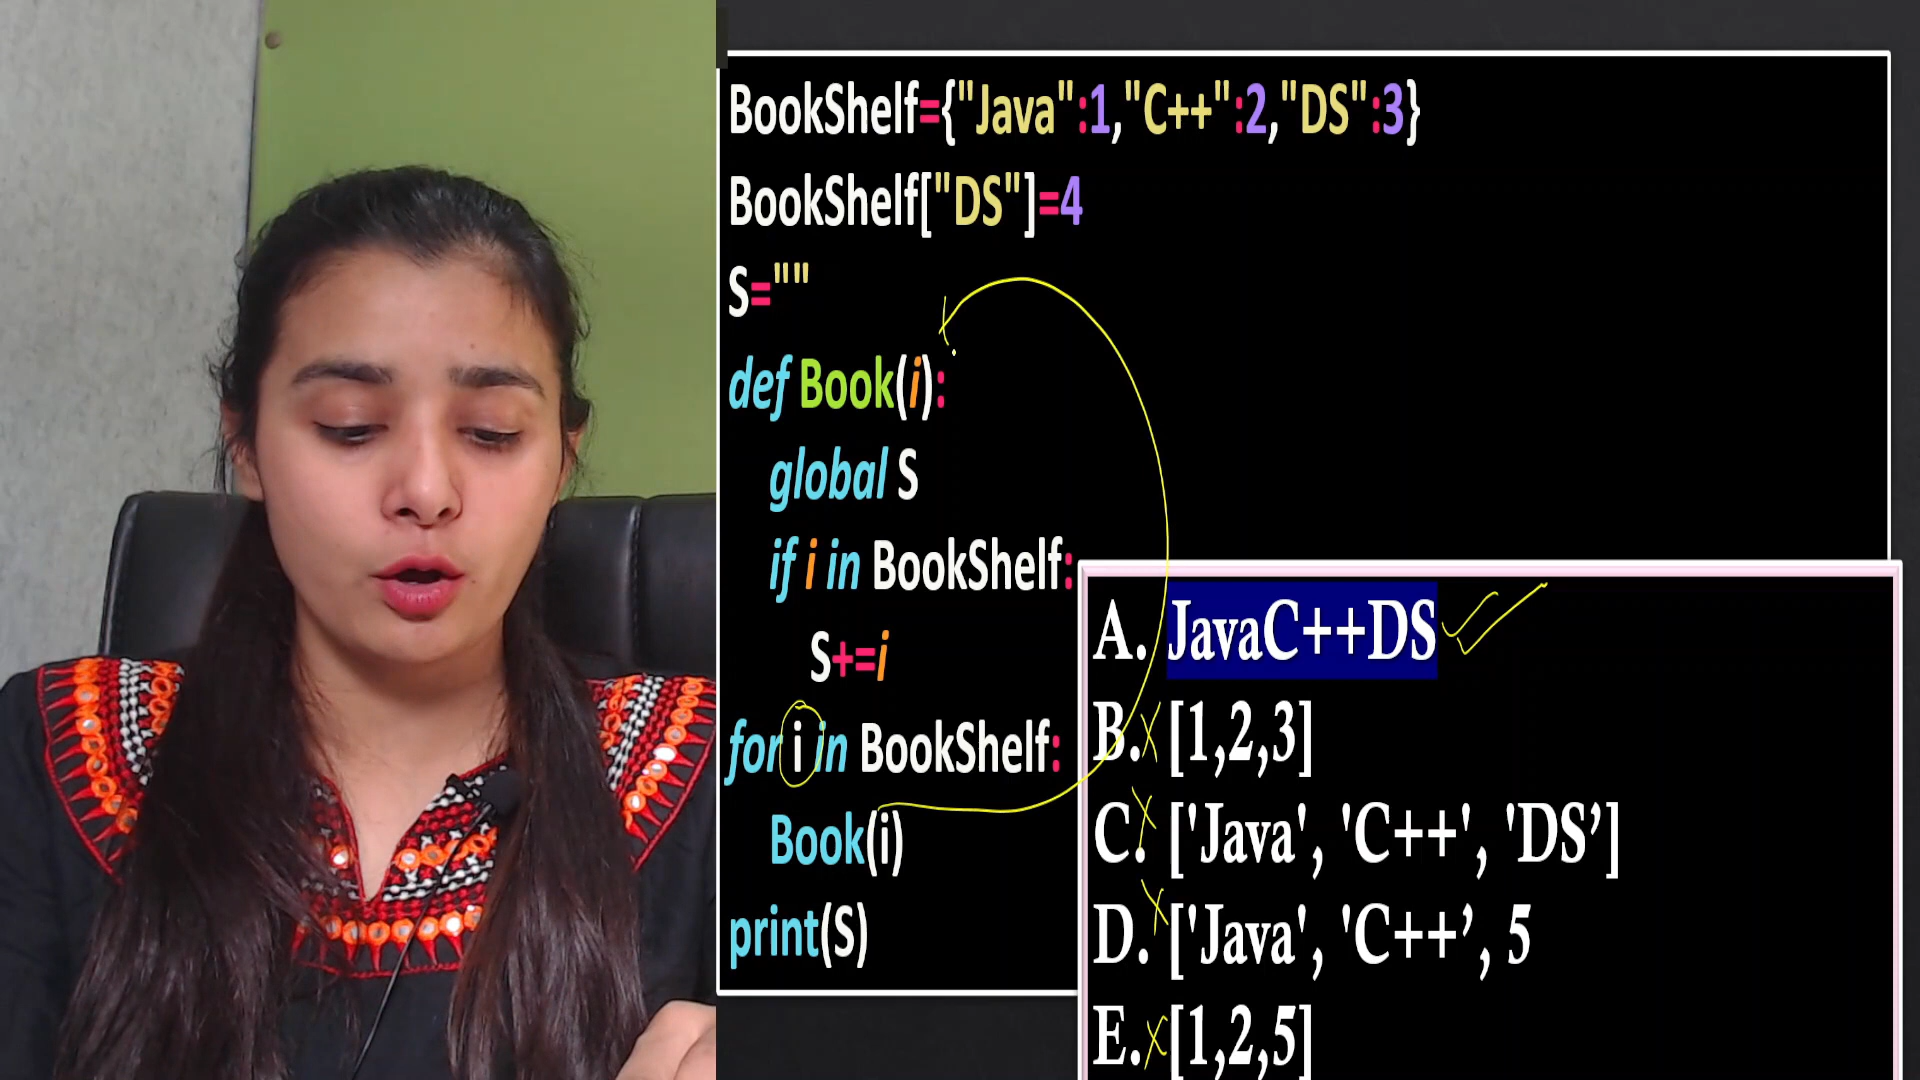 BookShelf={"Java":1,"C++":2,"DS":3}
BookShelf["DS"]=4
S=""
def Book(i):
global S
if i in BookShelf:
S+=i
for i in BookShelf:
Book(i)
print(S)
A. JavaC++DS
B. [1,2,3]
C. ['Java', 'C++', 'DS’]
D. ['Java', 'C++’, 5
E. [1,2,5]